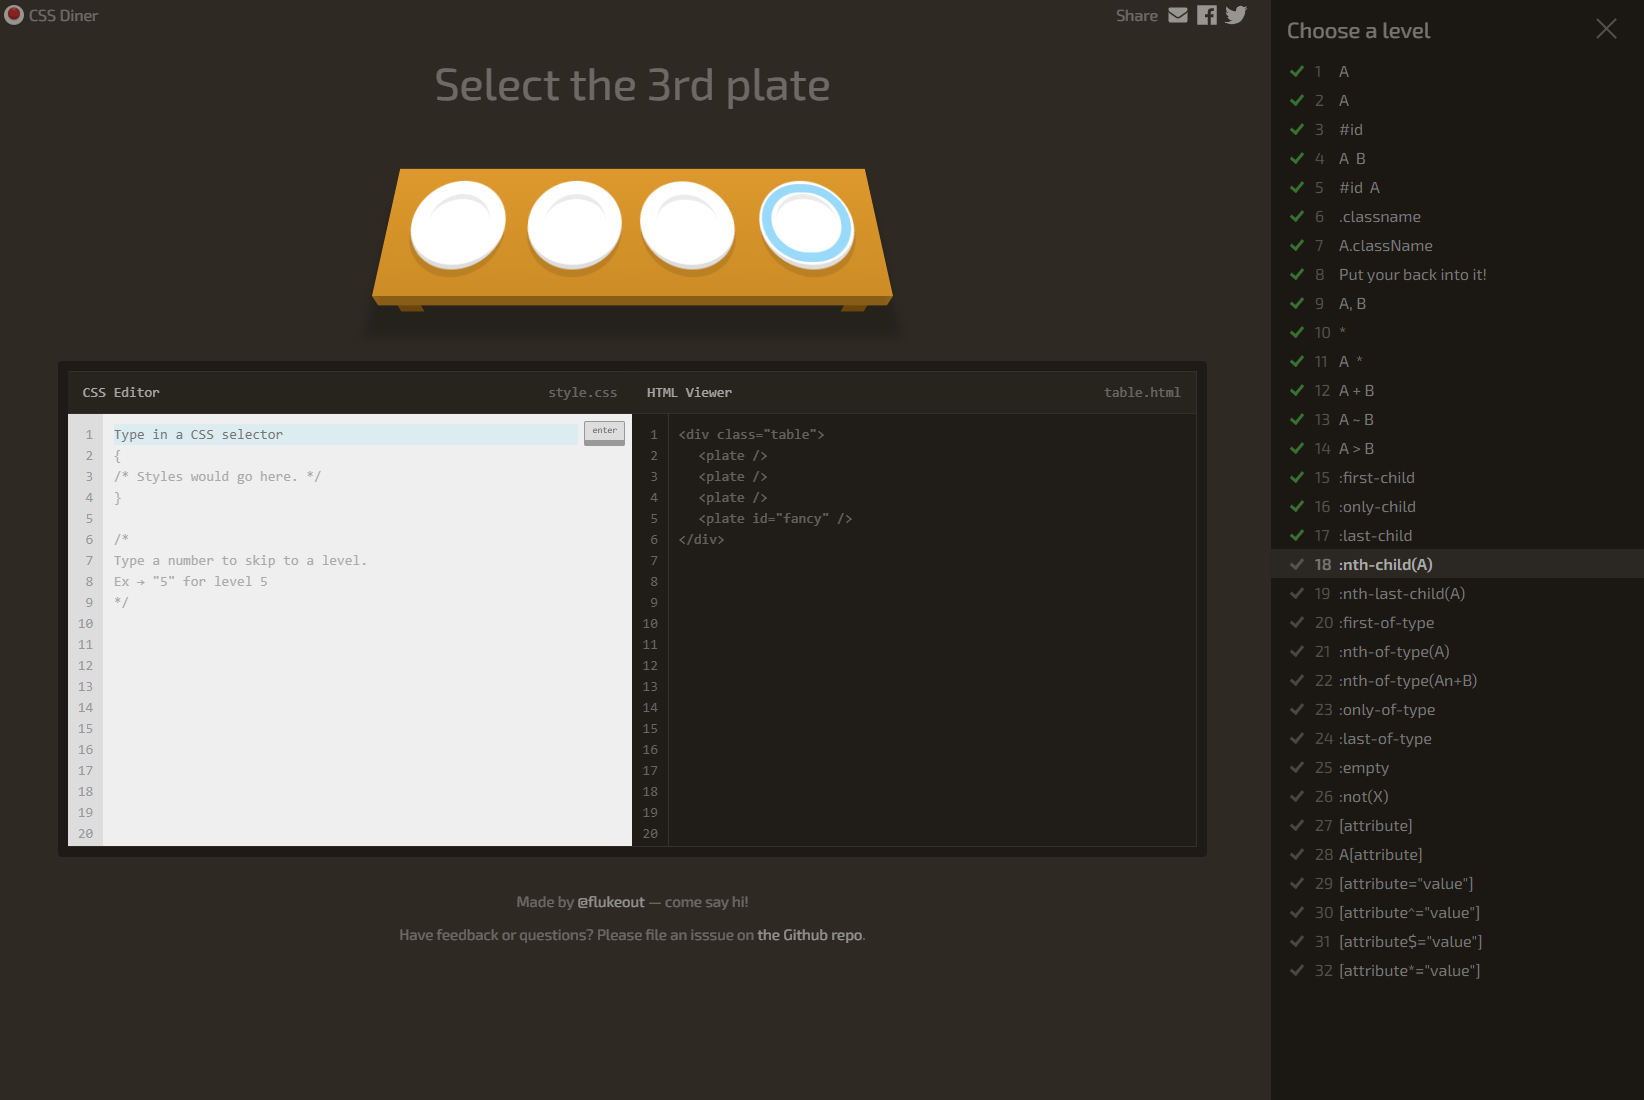 CSS Diner
Share
Select the 3rd plate
CSS Editor
style.css
HTML Viewer
table.html
1 Type in a CSS selector
enter
2 {
3 /* Styles would go here. */
4 }
5
6 /*
7 Type a number to skip to a level.
8 Ex → "5" for level 5
9 */
10
11
12
13
14
15
16
17
18
19
20
1 <div class="table">
2 <plate />
3 <plate />
4 <plate />
5 <plate id="fancy" />
6 </div>
7
8
9
10
11
12
13
14
15
16
17
18
19
20
Made by @flukeout — come say hi!
Have feedback or questions? Please file an isssue on the Github repo.
Choose a level
1 A
2 A
3 #id
4 A B
5 #id A
6 .classname
7 A.className
8 Put your back into it!
9 A, B
10 *
11 A *
12 A + B
13 A ~ B
14 A > B
15 :first-child
16 :only-child
17 :last-child
18 :nth-child(A)
19 :nth-last-child(A)
20 :first-of-type
21 :nth-of-type(A)
22 :nth-of-type(An+B)
23 :only-of-type
24 :last-of-type
25 :empty
26 :not(X)
27 [attribute]
28 A[attribute]
29 [attribute="value"]
30 [attribute^="value"]
31 [attribute$="value"]
32 [attribute*="value"]